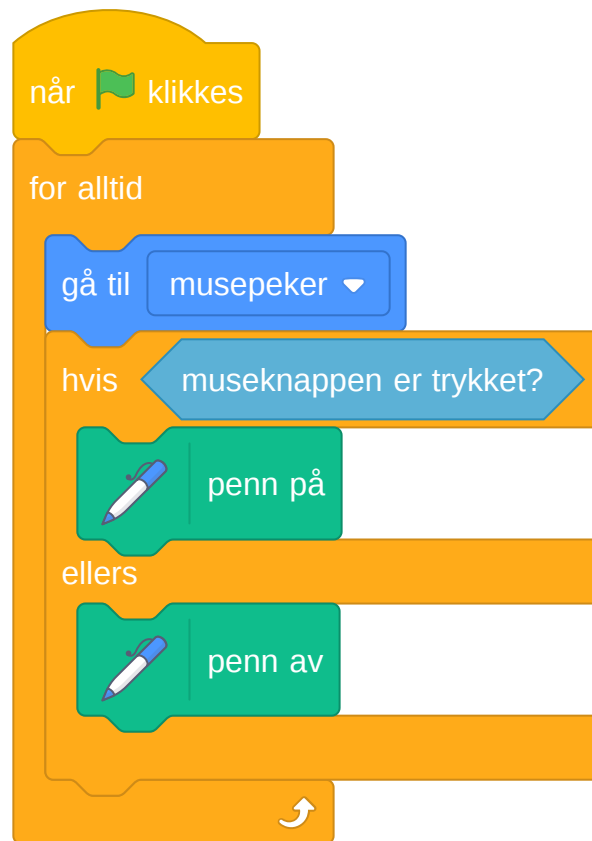 når klikkes
for alltid
gå til musepeker
hvis museknappen er trykket?
penn på
ellers
penn av